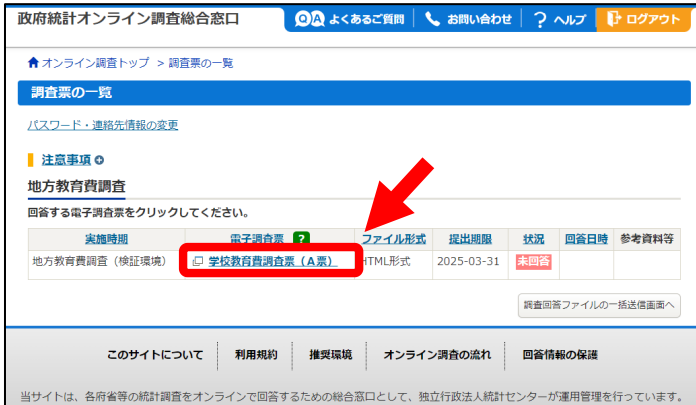 政府統計オンライン調査総合窓口 QA よくあるご質問 お問い合わせ ? ヘルプ ログアウト
オンライン調査トップ > 調査票の一覧
調査票の一覧
パスワード・連絡先情報の変更
注意事項
地方教育費調査
回答する電子調査票をクリックしてください。
実施時期 電子調査票 ? ファイル形式 提出期限 状況 回答日時 参考資料等
地方教育費調査（検証環境） 学校教育費調査票（A票） HTML形式 2025-03-31 未回答
調査回答ファイルの一括送信画面へ
このサイトについて 利用規約 推奨環境 オンライン調査の流れ 回答情報の保護
当サイトは、各府省等の統計調査をオンラインで回答するための総合窓口として、独立行政法人統計センターが運用管理を行っています。